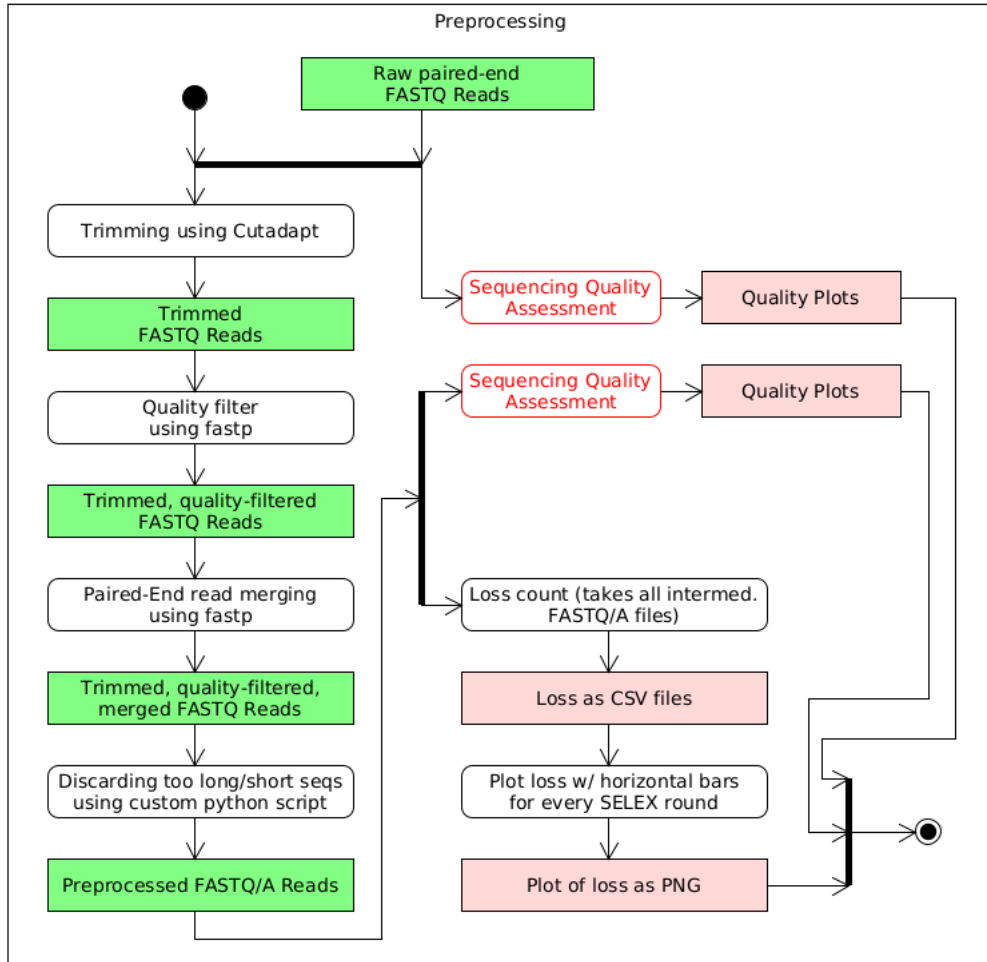 Preprocessing
Raw paired-end
FASTQ Reads
Trimming using Cutadapt
Trimmed
FASTQ Reads
Quality filter
using fastp
Trimmed, quality-filtered
FASTQ Reads
Paired-End read merging
using fastp
Trimmed, quality-filtered,
merged FASTQ Reads
Discarding too long/short seqs
using custom python script
Preprocessed FASTQ/A Reads
Sequencing Quality
Assessment
Quality Plots
Sequencing Quality
Assessment
Quality Plots
Loss count (takes all intermed.
FASTQ/A files)
Loss as CSV files
Plot loss w/ horizontal bars
for every SELEX round
Plot of loss as PNG